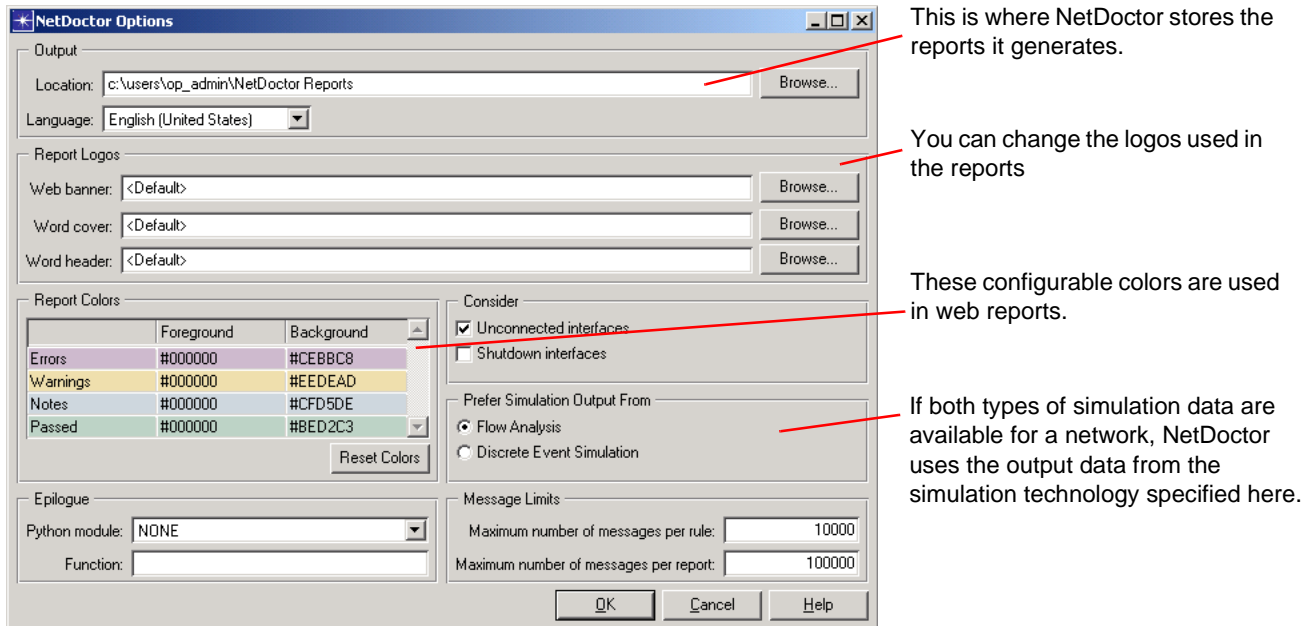 NetDoctor Options
Output
Location: c:\users\op_admin\NetDoctor Reports Browse...
Language: English (United States)
Report Logos
Web banner: <Default> Browse...
Word cover: <Default> Browse...
Word header: <Default> Browse...
Report Colors
Foreground Background
Errors #000000 #CEBBC8
Warnings #000000 #EEDEAD
Notes #000000 #CFD5DE
Passed #000000 #BED2C3
Reset Colors
Consider
Unconnected interfaces
Shutdown interfaces
Prefer Simulation Output From
Flow Analysis
Discrete Event Simulation
Epilogue
Python module: NONE
Function:
Message Limits
Maximum number of messages per rule: 10000
Maximum number of messages per report: 100000
OK Cancel Help
This is where NetDoctor stores the
reports it generates.
You can change the logos used in
the reports
These configurable colors are used
in web reports.
If both types of simulation data are
available for a network, NetDoctor
uses the output data from the
simulation technology specified here.